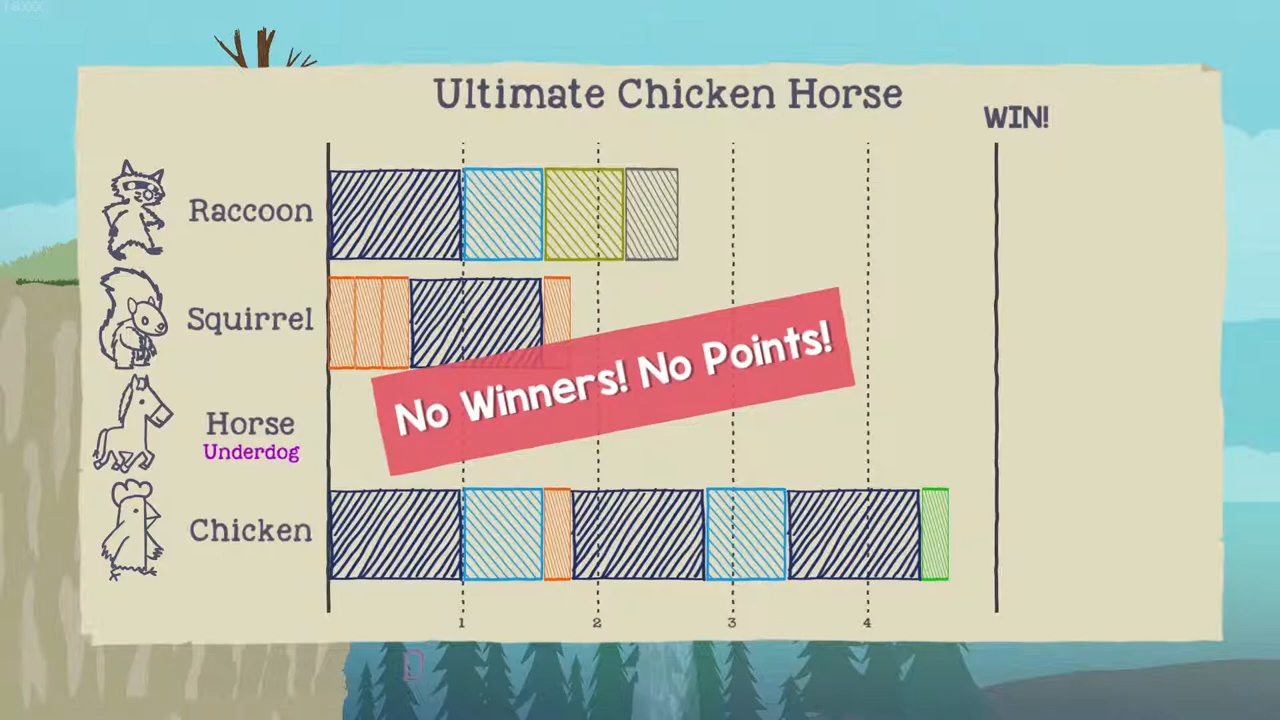 Ultimate Chicken Horse
WIN!
Raccoon
Squirrel
No Winners! No Points!
Horse
Underdog
Chicken
1 2 3 4
D